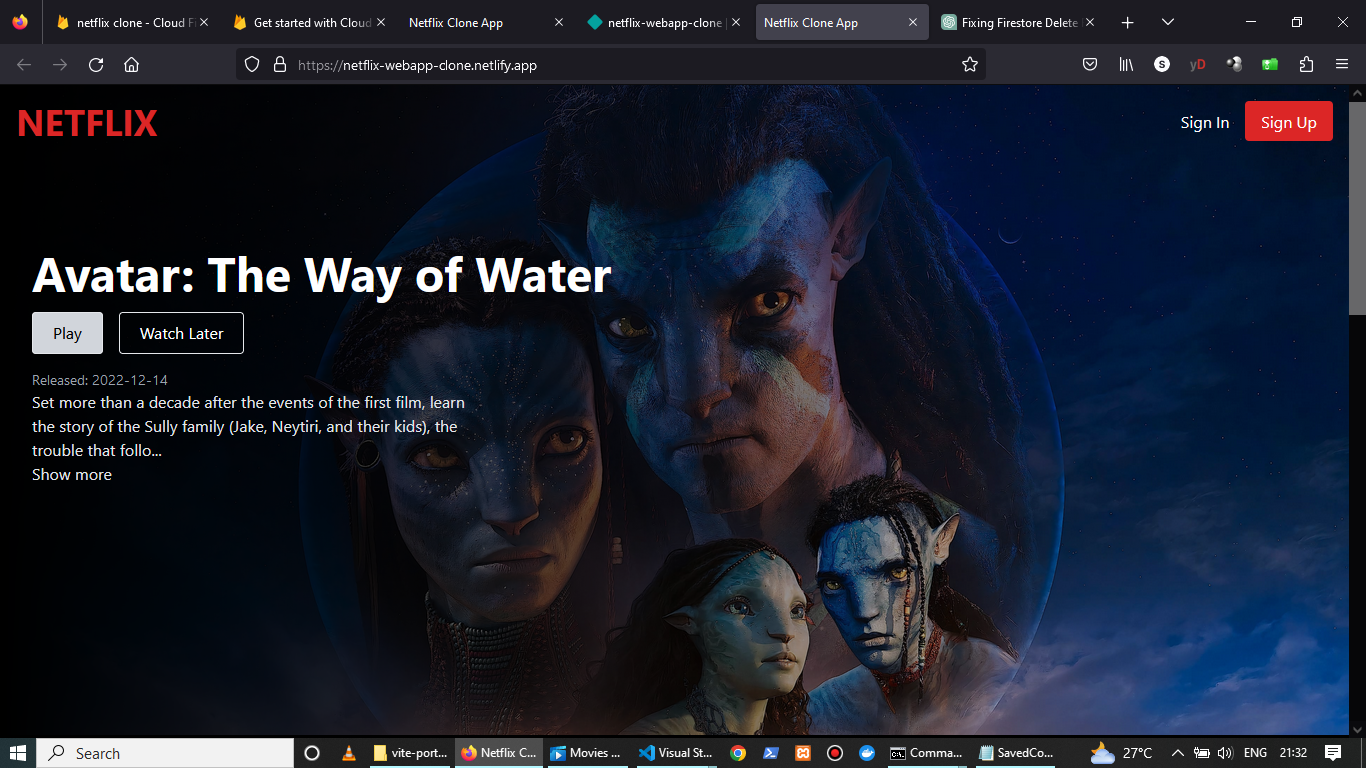 netflix clone - Cloud Fi
Get started with Cloud
Netflix Clone App
netflix-webapp-clone |
Netflix Clone App
Fixing Firestore Delete
https://netflix-webapp-clone.netlify.app
S
yD
NETFLIX
Sign In
Sign Up
Avatar: The Way of Water
Play
Watch Later
Released: 2022-12-14
Set more than a decade after the events of the first film, learn
the story of the Sully family (Jake, Neytiri, and their kids), the
trouble that follo...
Show more
Search
vite-port...
Netflix C...
Movies ...
Visual St...
Comma...
SavedCo...
27°C
ENG
21:32